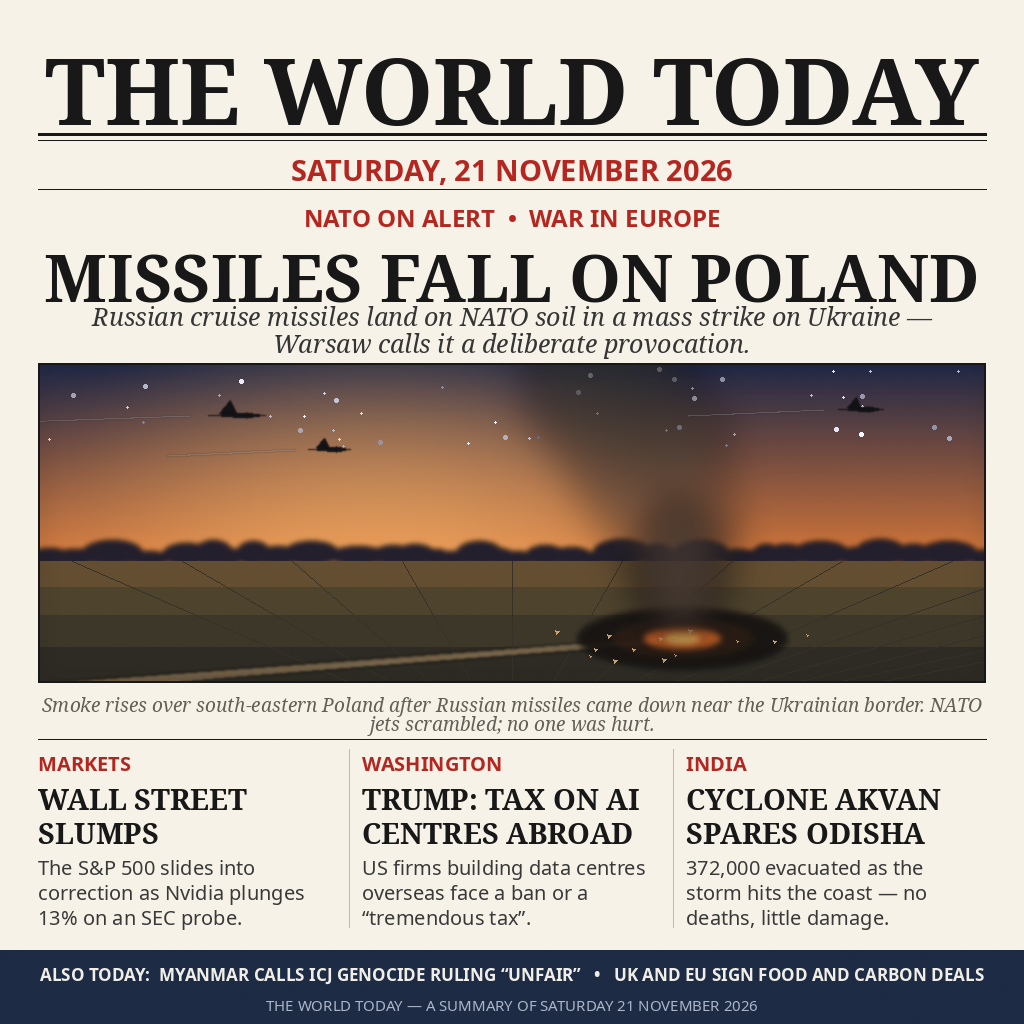 THE WORLD TODAY
SATURDAY, 21 NOVEMBER 2026
NATO ON ALERT • WAR IN EUROPE
MISSILES FALL ON POLAND
Russian cruise missiles land on NATO soil in a mass strike on Ukraine —
Warsaw calls it a deliberate provocation.
Smoke rises over south-eastern Poland after Russian missiles came down near the Ukrainian border. NATO
jets scrambled; no one was hurt.
MARKETS
WALL STREET
SLUMPS
The S&P 500 slides into
correction as Nvidia plunges
13% on an SEC probe.
WASHINGTON
TRUMP: TAX ON AI
CENTRES ABROAD
US firms building data centres
overseas face a ban or a
“tremendous tax”.
INDIA
CYCLONE AKVAN
SPARES ODISHA
372,000 evacuated as the
storm hits the coast — no
deaths, little damage.
ALSO TODAY: MYANMAR CALLS ICJ GENOCIDE RULING “UNFAIR” • UK AND EU SIGN FOOD AND CARBON DEALS
THE WORLD TODAY — A SUMMARY OF SATURDAY 21 NOVEMBER 2026